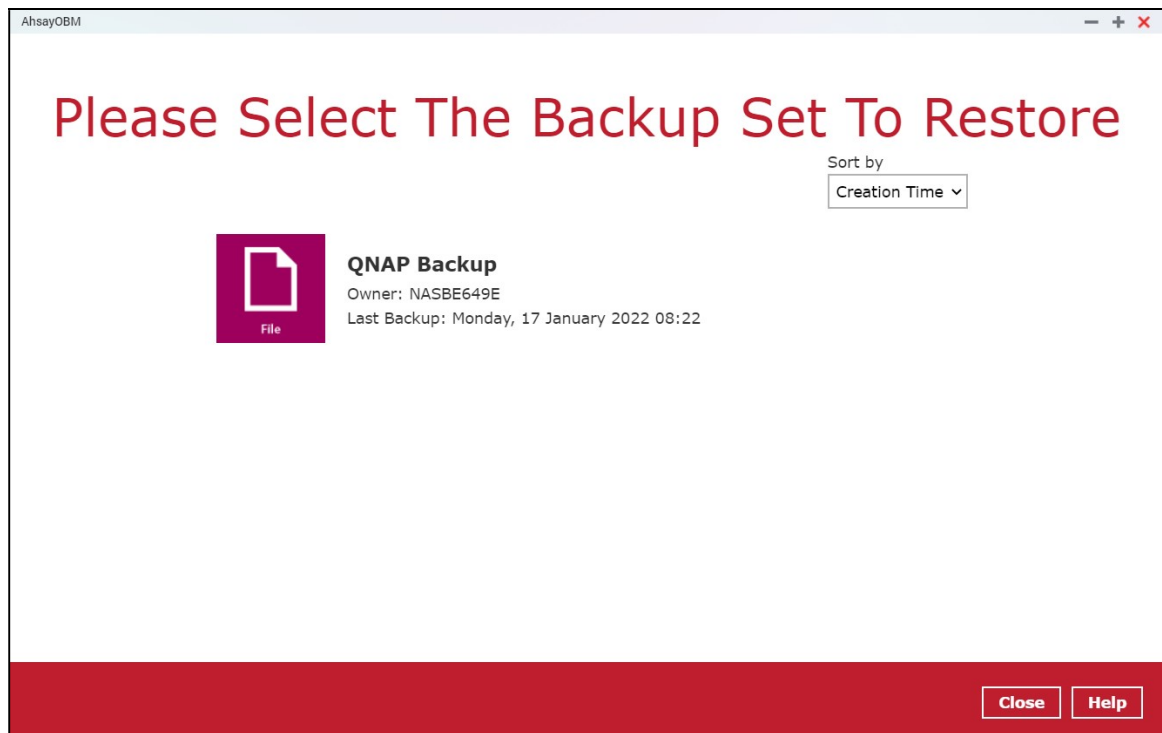 AhsayOBM
Please Select The Backup Set To Restore
Sort by
Creation Time
File
QNAP Backup
Owner: NASBE649E
Last Backup: Monday, 17 January 2022 08:22
Close
Help